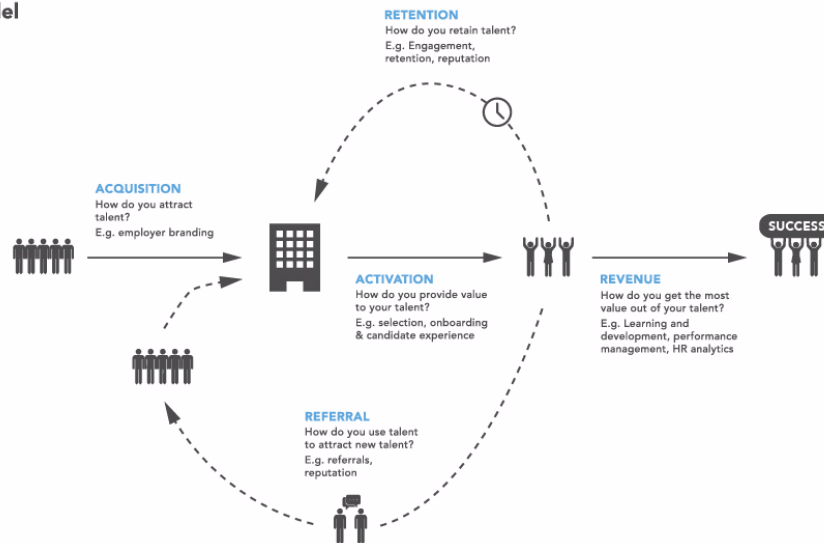 RETENTION
How do you retain talent?
E.g. Engagement,
retention, reputation
ACQUISITION
How do you attract
talent?
E.g. employer branding
SUCCESS
ACTIVATION
How do you provide value
to your talent?
E.g. selection, onboarding
& candidate experience
REVENUE
How do you get the most
value out of your talent?
E.g. Learning and
development, performance
management, HR analytics
REFERRAL
How do you use talent
to attract new talent?
E.g. referrals,
reputation